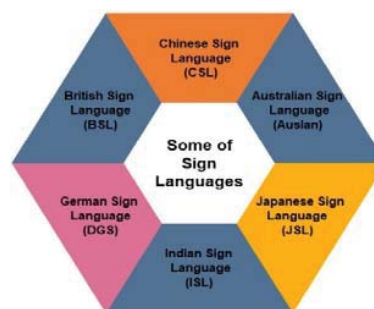 Chinese Sign
Language
(CSL)
British Sign
Language
(BSL)
Australian Sign
Language
(Auslan)
Some of
Sign
Languages
German Sign
Language
(DGS)
Japanese Sign
Language
(JSL)
Indian Sign
Language
(ISL)